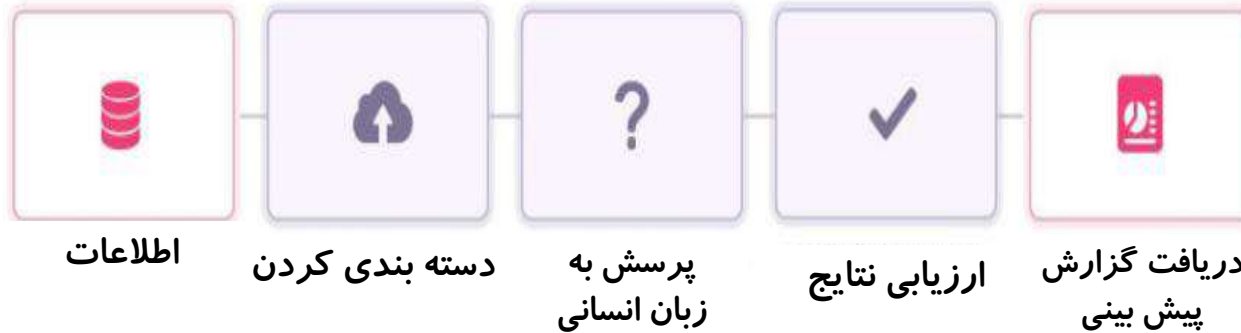 اطلاعات
دسته بندی کردن
پرسش به
زبان انسانی
ارزیابی نتایج
دریافت گزارش
پیش بینی